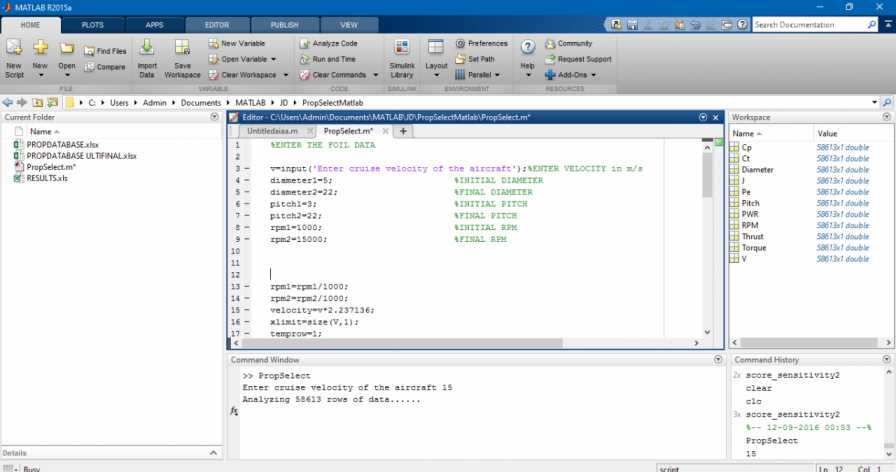 MATLAB R2015a
HOME PLOTS APPS EDITOR PUBLISH VIEW Search Documentation
New Script New Open Find Files Compare Import Data Save Workspace New Variable Open Variable Clear Workspace Analyze Code Run and Time Clear Commands Simulink Library Layout Preferences Set Path Parallel Help Community Request Support Add-Ons
FILE VARIABLE CODE SIMULINK ENVIRONMENT RESOURCES
C: Users Admin Documents MATLAB JD PropSelectMatlab
Current Folder
Name
PROPDATABASE.xlsx
PROPDATABASE ULTIFINAL.xlsx
PropSelect.m*
RESULTS.xls
Details
Editor - C:\Users\Admin\Documents\MATLAB\JD\PropSelectMatlab\PropSelect.m*
Untitledaiaa.m PropSelect.m* +
1 %ENTER THE FOIL DATA
2
3 v=input('Enter cruise velocity of the aircraft');%ENTER VELOCITY in m/s
4 diameter1=5; %INITIAL DIAMETER
5 diameter2=22; %FINAL DIAMETER
6 pitch1=3; %INITIAL PITCH
7 pitch2=22; %FINAL PITCH
8 rpm1=1000; %INITIAL RPM
9 rpm2=15000; %FINAL RPM
10
11
12
13 rpm1=rpm1/1000;
14 rpm2=rpm2/1000;
15 velocity=v*2.237136;
16 xlimit=size(V,1);
17 temprow=1;
Command Window
>> PropSelect
Enter cruise velocity of the aircraft 15
Analyzing 58613 rows of data......
fx
Workspace
Name Value
Cp 58613x1 double
Ct 58613x1 double
Diameter 58613x1 double
J 58613x1 double
Pe 58613x1 double
Pitch 58613x1 double
PWR 58613x1 double
RPM 58613x1 double
Thrust 58613x1 double
Torque 58613x1 double
V 58613x1 double
Command History
2x score_sensitivity2
clear
clc
3x score_sensitivity2
%-- 12-09-2016 00:53 --%
PropSelect
15
Busy script Ln 12 Col 1